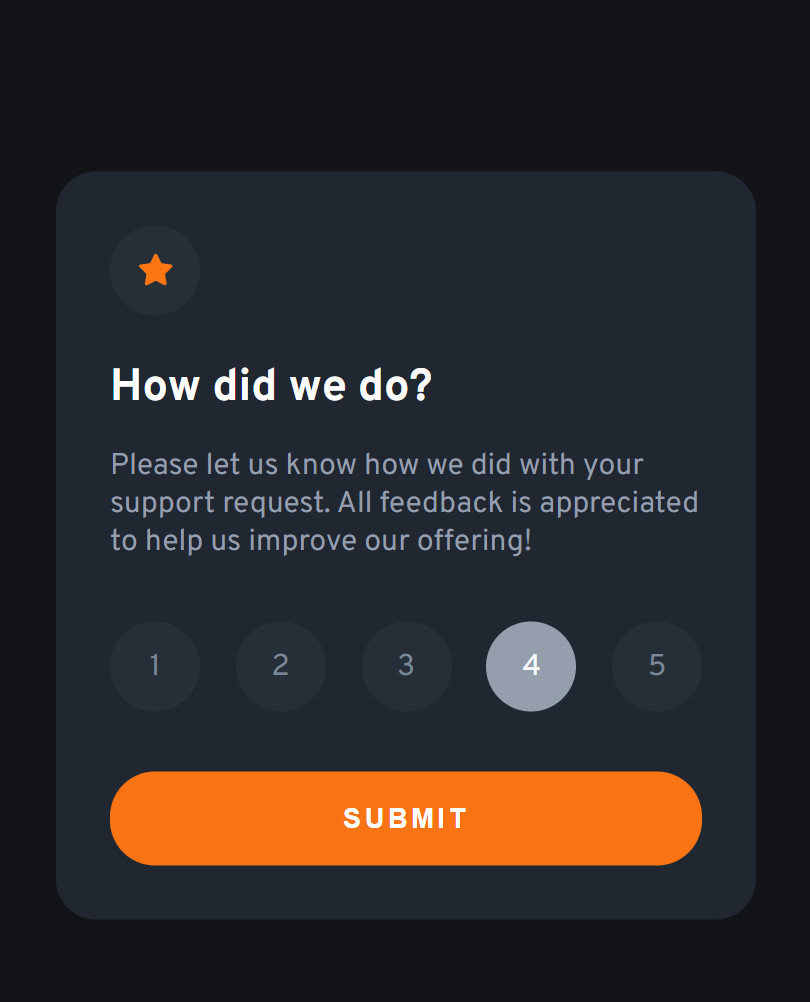 How did we do?
Please let us know how we did with your
support request. All feedback is appreciated
to help us improve our offering!
1 2 3 4 5
SUBMIT